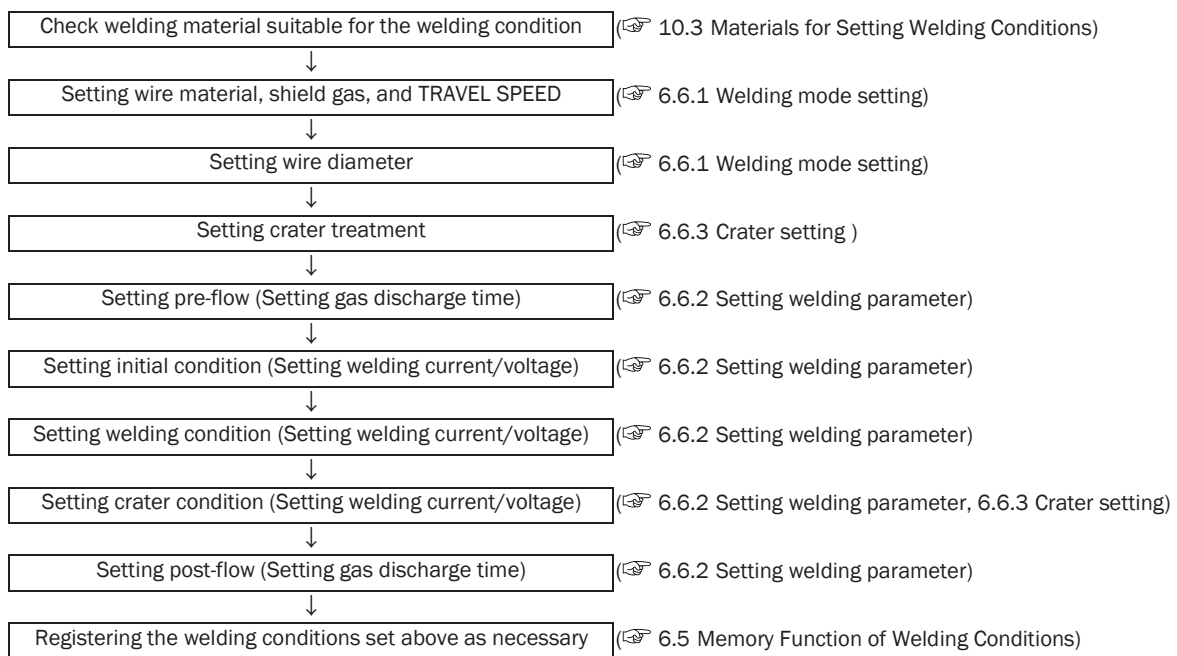 Check welding material suitable for the welding condition (☞ 10.3 Materials for Setting Welding Conditions)
↓
Setting wire material, shield gas, and TRAVEL SPEED (☞ 6.6.1 Welding mode setting)
↓
Setting wire diameter (☞ 6.6.1 Welding mode setting)
↓
Setting crater treatment (☞ 6.6.3 Crater setting )
↓
Setting pre-flow (Setting gas discharge time) (☞ 6.6.2 Setting welding parameter)
↓
Setting initial condition (Setting welding current/voltage) (☞ 6.6.2 Setting welding parameter)
↓
Setting welding condition (Setting welding current/voltage) (☞ 6.6.2 Setting welding parameter)
↓
Setting crater condition (Setting welding current/voltage) (☞ 6.6.2 Setting welding parameter, 6.6.3 Crater setting)
↓
Setting post-flow (Setting gas discharge time) (☞ 6.6.2 Setting welding parameter)
↓
Registering the welding conditions set above as necessary (☞ 6.5 Memory Function of Welding Conditions)